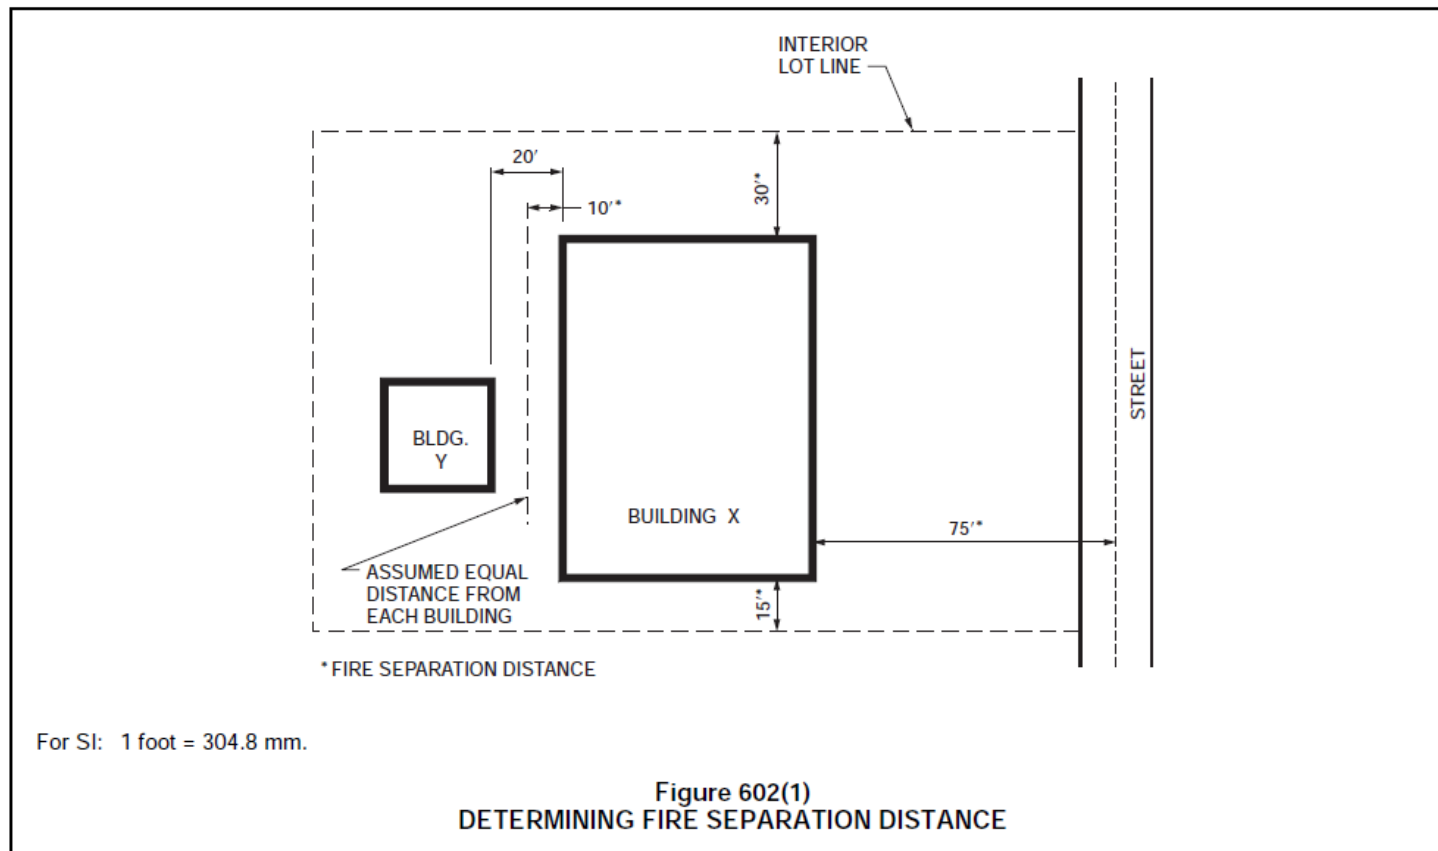 INTERIOR
LOT LINE
20'
10'*
30'*
BLDG.
Y
BUILDING X
75'*
STREET
ASSUMED EQUAL
DISTANCE FROM
EACH BUILDING
15'*
*FIRE SEPARATION DISTANCE
For SI: 1 foot = 304.8 mm.
Figure 602(1)
DETERMINING FIRE SEPARATION DISTANCE